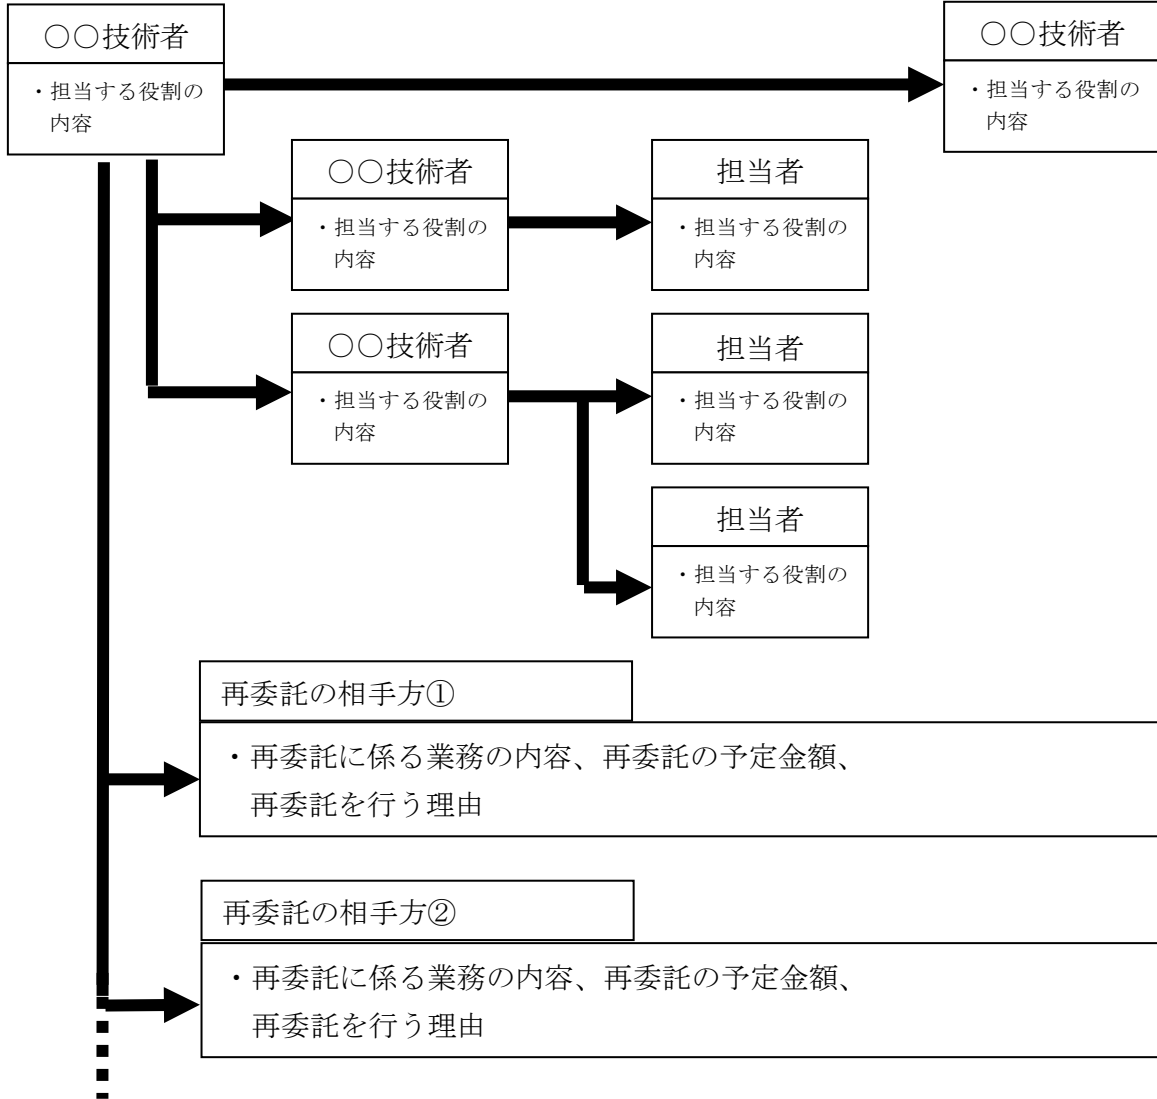 ○○技術者
・担当する役割の
内容
○○技術者
・担当する役割の
内容
○○技術者
・担当する役割の
内容
担当者
・担当する役割の
内容
○○技術者
・担当する役割の
内容
担当者
・担当する役割の
内容
担当者
・担当する役割の
内容
再委託の相手方①
・再委託に係る業務の内容、再委託の予定金額、
再委託を行う理由
再委託の相手方②
・再委託に係る業務の内容、再委託の予定金額、
再委託を行う理由